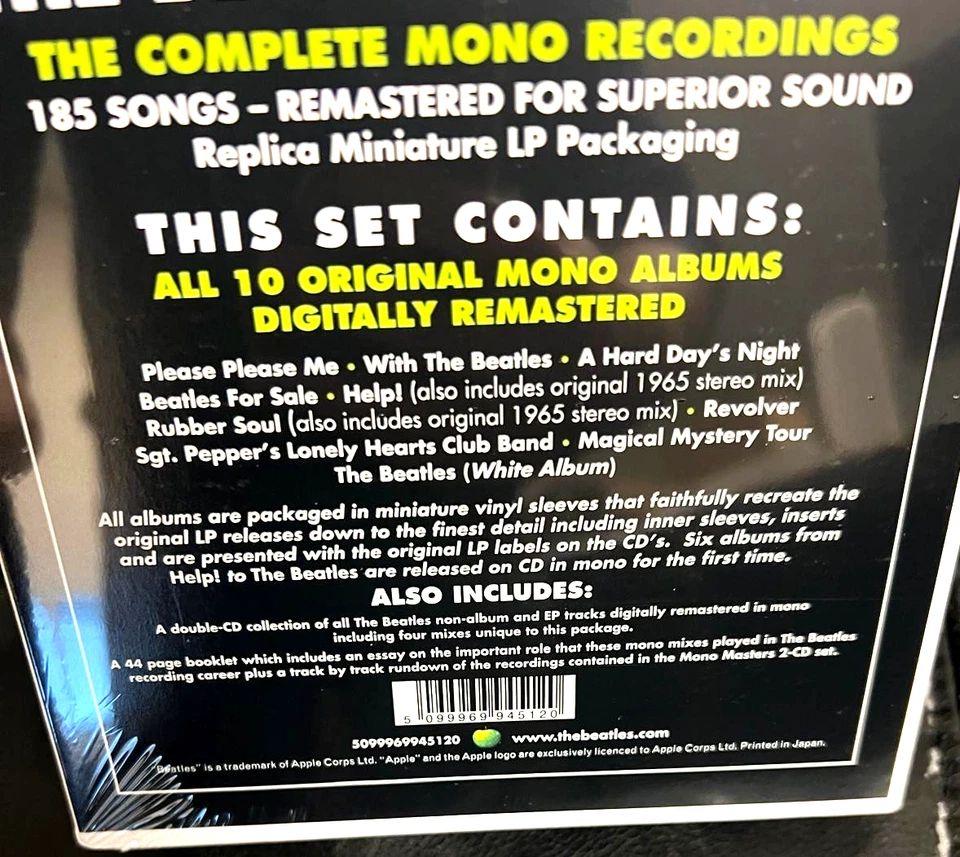 THE COMPLETE MONO RECORDINGS
185 SONGS – REMASTERED FOR SUPERIOR SOUND
Replica Miniature LP Packaging
THIS SET CONTAINS:
ALL 10 ORIGINAL MONO ALBUMS
DIGITALLY REMASTERED
Please Please Me • With The Beatles • A Hard Day's Night
Beatles For Sale • Help! (also includes original 1965 stereo mix)
Rubber Soul (also includes original 1965 stereo mix) • Revolver
Sgt. Pepper's Lonely Hearts Club Band • Magical Mystery Tour
The Beatles (White Album)
All albums are packaged in miniature vinyl sleeves that faithfully recreate the
original LP releases down to the finest detail including inner sleeves, inserts
and are presented with the original LP labels on the CD's. Six albums from
Help! to The Beatles are released on CD in mono for the first time.
ALSO INCLUDES:
A double-CD collection of all The Beatles non-album and EP tracks digitally remastered in mono
including four mixes unique to this package.
A 44 page booklet which includes an essay on the important role that these mono mixes played in The Beatles
recording career plus a track by track rundown of the recordings contained in the Mono Masters 2-CD set.
5 099969 945120
5099969945120 www.thebeatles.com
"Beatles" is a trademark of Apple Corps Ltd. "Apple" and the Apple logo are exclusively licenced to Apple Corps Ltd. Printed in Japan.